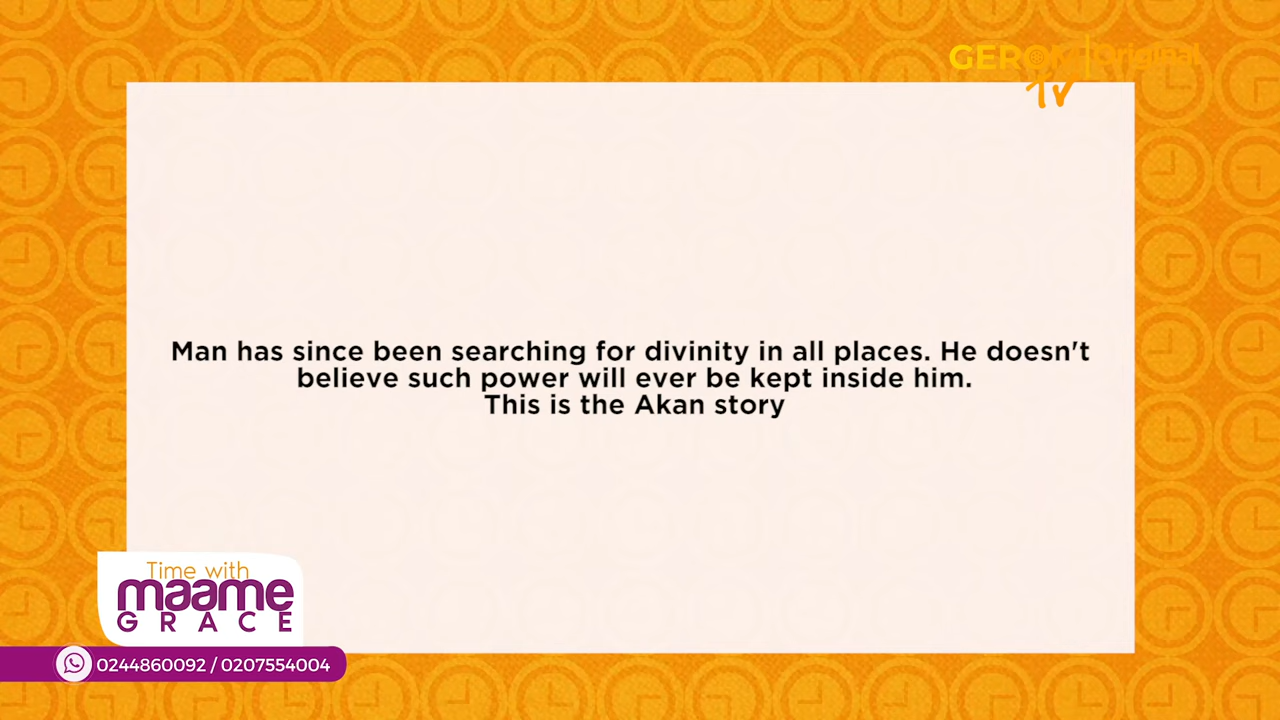 Original
TV
Man has since been searching for divinity in all places. He doesn't
believe such power will ever be kept inside him.
This is the Akan story
Time with
maame
GRACE
0244860092 / 0207554004